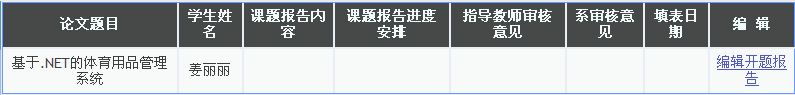 论文题目 学生姓名 课题报告内容 课题报告进度安排 指导教师审核意见 系审核意见 填表日期 编 辑
基于.NET的体育用品管理系统 姜丽丽 编辑开题报告